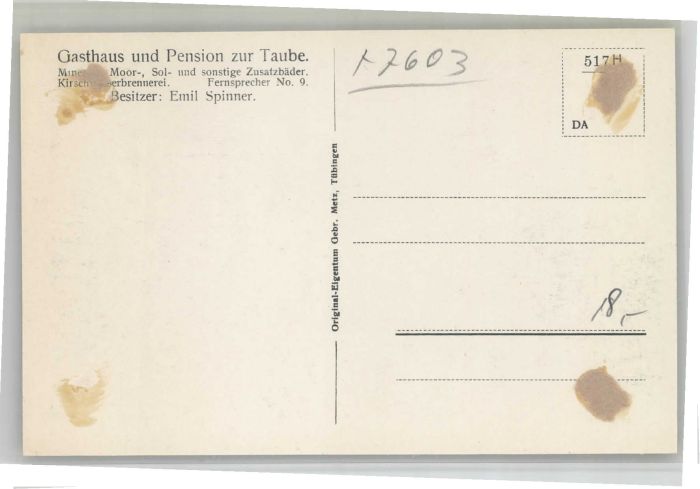 Gasthaus und Pension zur Taube.
Moor-, Sol- und sonstige Zusatzbäder.
Fernsprecher No. 9.
Besitzer: Emil Spinner.
Original-Eigentum Gebr. Metz, Tübingen
7603
517H
DA
18,-